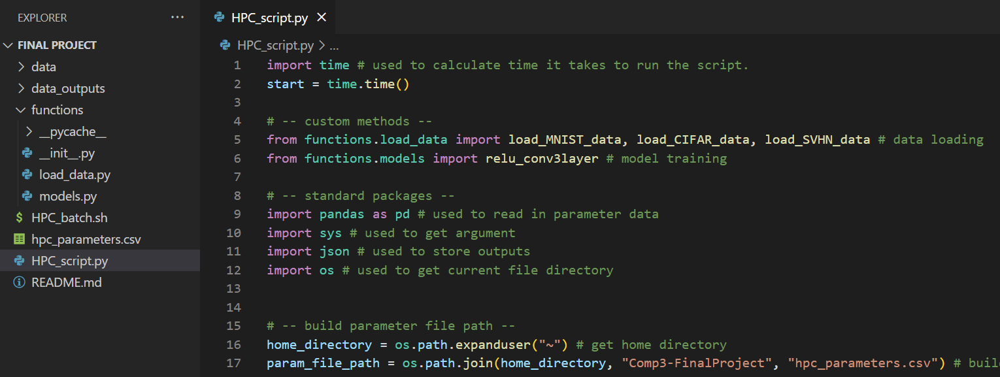 EXPLORER
···
FINAL PROJECT
data
data_outputs
functions
__pycache__
__init__.py
load_data.py
models.py
$ HPC_batch.sh
hpc_parameters.csv
HPC_script.py
README.md
HPC_script.py ×
HPC_script.py > ...
1 import time # used to calculate time it takes to run the script.
2 start = time.time()
3
4 # -- custom methods --
5 from functions.load_data import load_MNIST_data, load_CIFAR_data, load_SVHN_data # data loading
6 from functions.models import relu_conv3layer # model training
7
8 # -- standard packages --
9 import pandas as pd # used to read in parameter data
10 import sys # used to get argument
11 import json # used to store outputs
12 import os # used to get current file directory
13
14
15 # -- build parameter file path --
16 home_directory = os.path.expanduser("~") # get home directory
17 param_file_path = os.path.join(home_directory, "Comp3-FinalProject", "hpc_parameters.csv") # buil